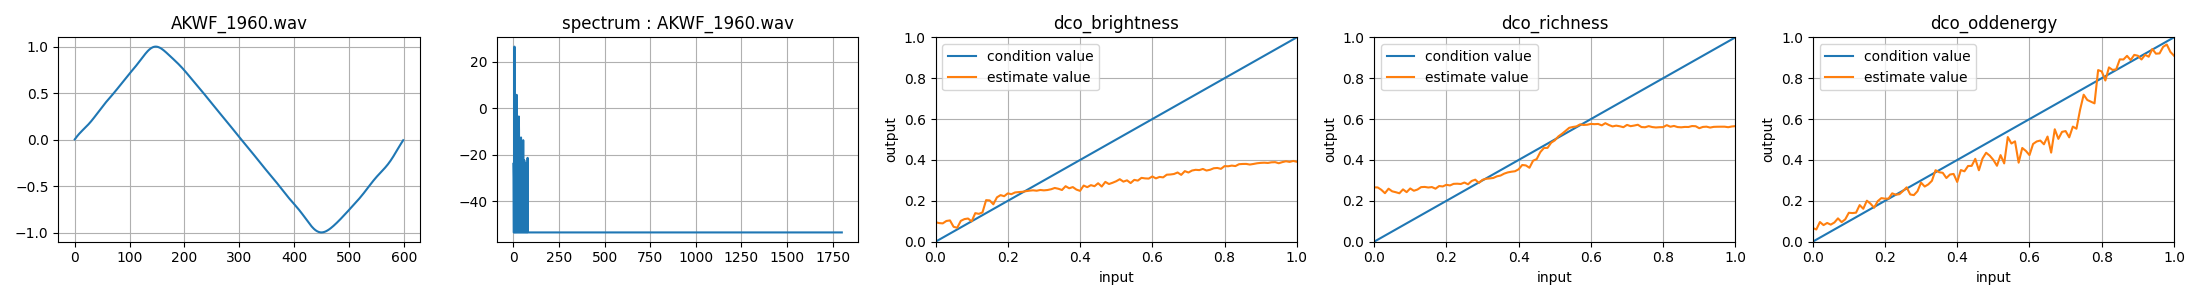 AKWF_1960.wav
1.0
0.5
0.0
−0.5
−1.0
0 100 200 300 400 500 600
spectrum : AKWF_1960.wav
20
0
−20
−40
0 250 500 750 1000 1250 1500 1750
dco_brightness
condition value
estimate value
output
1.0
0.8
0.6
0.4
0.2
0.0
0.0 0.2 0.4 0.6 0.8 1.0
input
dco_richness
condition value
estimate value
output
1.0
0.8
0.6
0.4
0.2
0.0
0.0 0.2 0.4 0.6 0.8 1.0
input
dco_oddenergy
condition value
estimate value
output
1.0
0.8
0.6
0.4
0.2
0.0
0.0 0.2 0.4 0.6 0.8 1.0
input